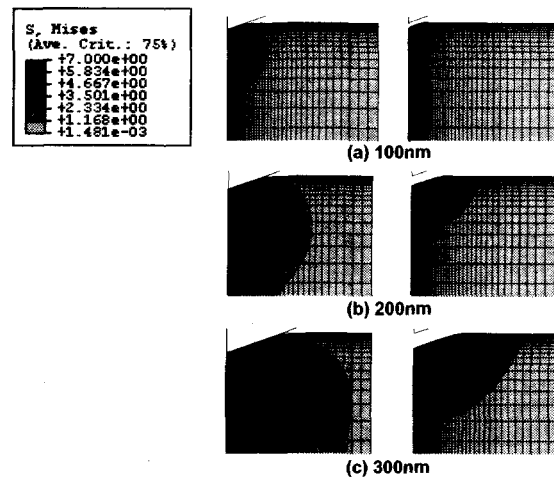 S, Mises
(Ave. Crit.: 75%)
+7.000e+00
+5.834e+00
+4.667e+00
+3.501e+00
+2.334e+00
+1.168e+00
+1.481e-03
(a) 100nm
(b) 200nm
(c) 300nm